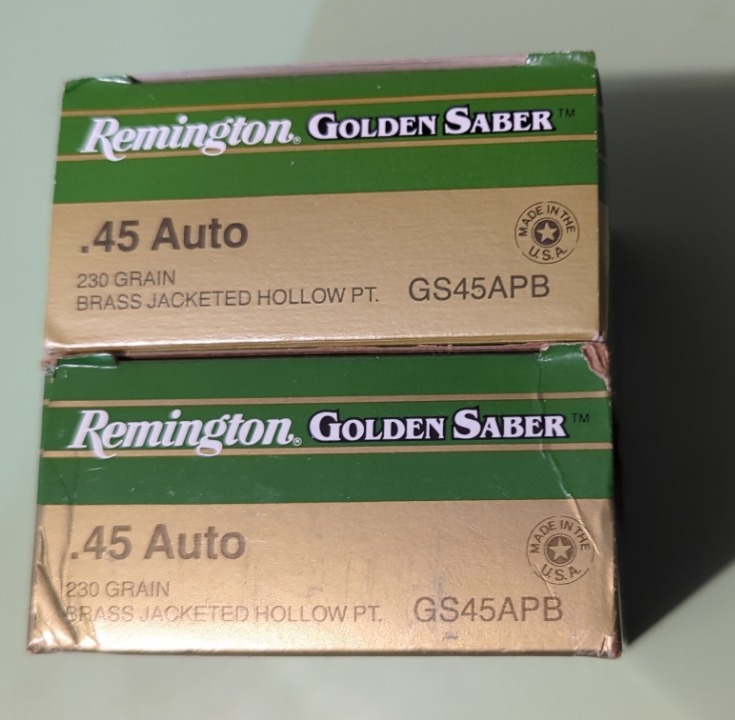 Remington® GOLDEN SABER™
.45 Auto
MADE IN THE U.S.A.
230 GRAIN
BRASS JACKETED HOLLOW PT. GS45APB
Remington® GOLDEN SABER™
.45 Auto
MADE IN THE U.S.A.
230 GRAIN
BRASS JACKETED HOLLOW PT. GS45APB